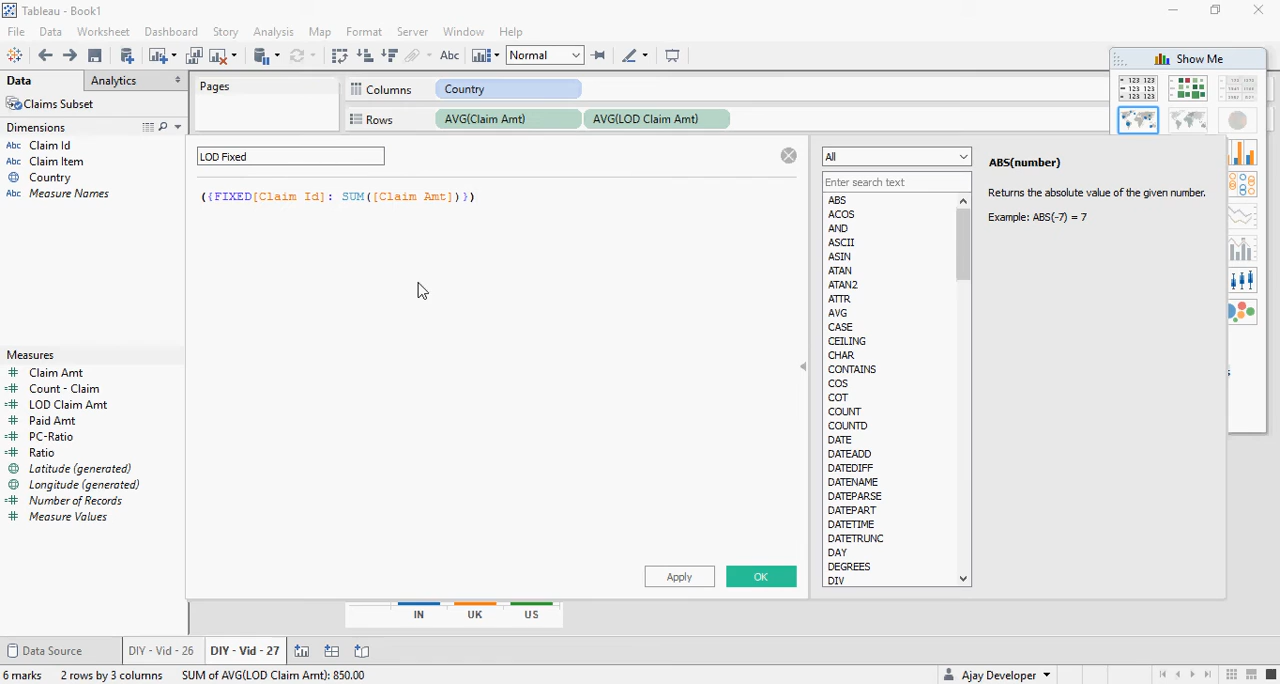 Tableau - Book1
File Data Worksheet Dashboard Story Analysis Map Format Server Window Help
Abc Normal
Show Me
Data Analytics
Pages
Columns Country
Rows AVG(Claim Amt) AVG(LOD Claim Amt)
Claims Subset
Dimensions
Abc Claim Id
Abc Claim Item
Country
Abc Measure Names
Measures
Claim Amt
Count - Claim
LOD Claim Amt
Paid Amt
PC-Ratio
Ratio
Latitude (generated)
Longitude (generated)
Number of Records
Measure Values
LOD Fixed
({FIXED[Claim Id]: SUM([Claim Amt])})
Apply OK
All
Enter search text
ABS
ACOS
AND
ASCII
ASIN
ATAN
ATAN2
ATTR
AVG
CASE
CEILING
CHAR
CONTAINS
COS
COT
COUNT
COUNTD
DATE
DATEADD
DATEDIFF
DATENAME
DATEPARSE
DATEPART
DATETIME
DATETRUNC
DAY
DEGREES
DIV
ABS(number)
Returns the absolute value of the given number.
Example: ABS(-7) = 7
IN UK US
Data Source DIY - Vid - 26 DIY - Vid - 27
6 marks 2 rows by 3 columns SUM of AVG(LOD Claim Amt): 850.00 Ajay Developer